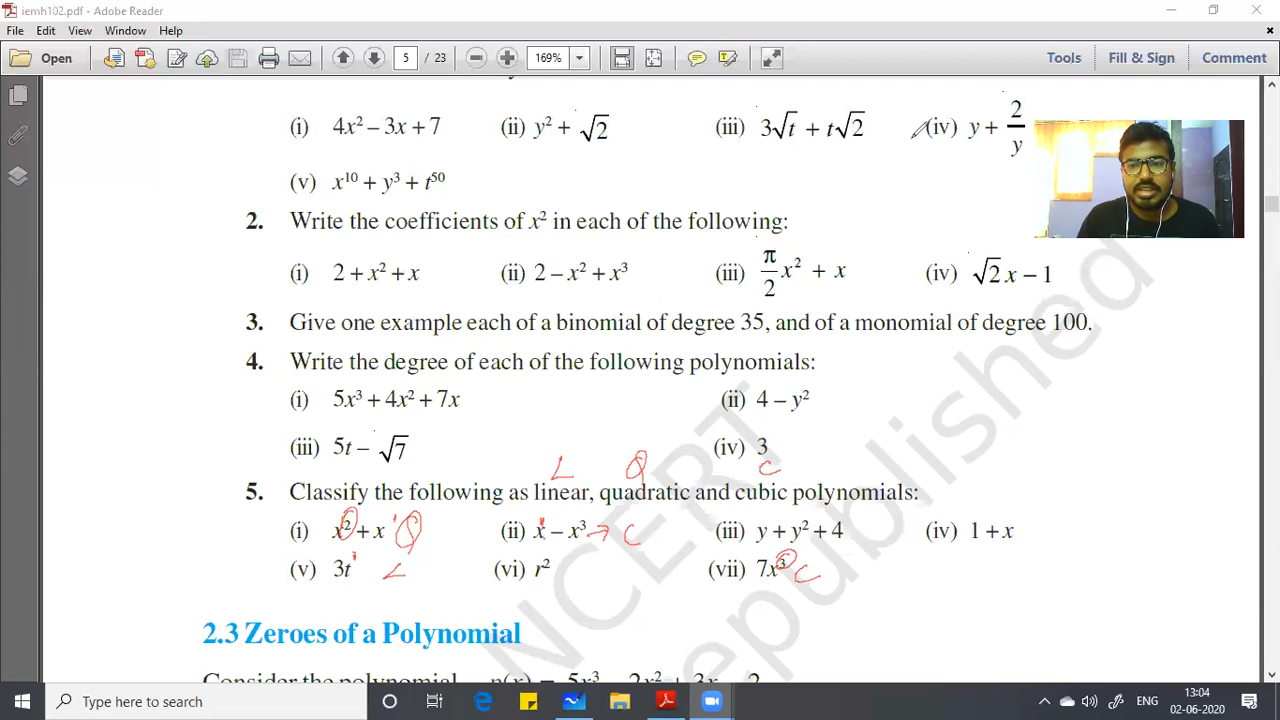 iemh102.pdf - Adobe Reader
File Edit View Window Help
Open 5 / 23 169% Tools Fill & Sign Comment
(i) 4x² – 3x + 7 (ii) y² + √2 (iii) 3√t + t√2 (iv) y + 2/y
(v) x¹⁰ + y³ + t⁵⁰
2. Write the coefficients of x² in each of the following:
(i) 2 + x² + x (ii) 2 – x² + x³ (iii) π/2 x² + x (iv) √2x – 1
3. Give one example each of a binomial of degree 35, and of a monomial of degree 100.
4. Write the degree of each of the following polynomials:
(i) 5x³ + 4x² + 7x (ii) 4 – y²
(iii) 5t – √7 (iv) 3
L Q C
5. Classify the following as linear, quadratic and cubic polynomials:
(i) x² + x Q (ii) x – x³ → C (iii) y + y² + 4 (iv) 1 + x
(v) 3t L (vi) r² (vii) 7x³ C
2.3 Zeroes of a Polynomial
NCERT
republished
Type here to search ENG 13:04
02-06-2020